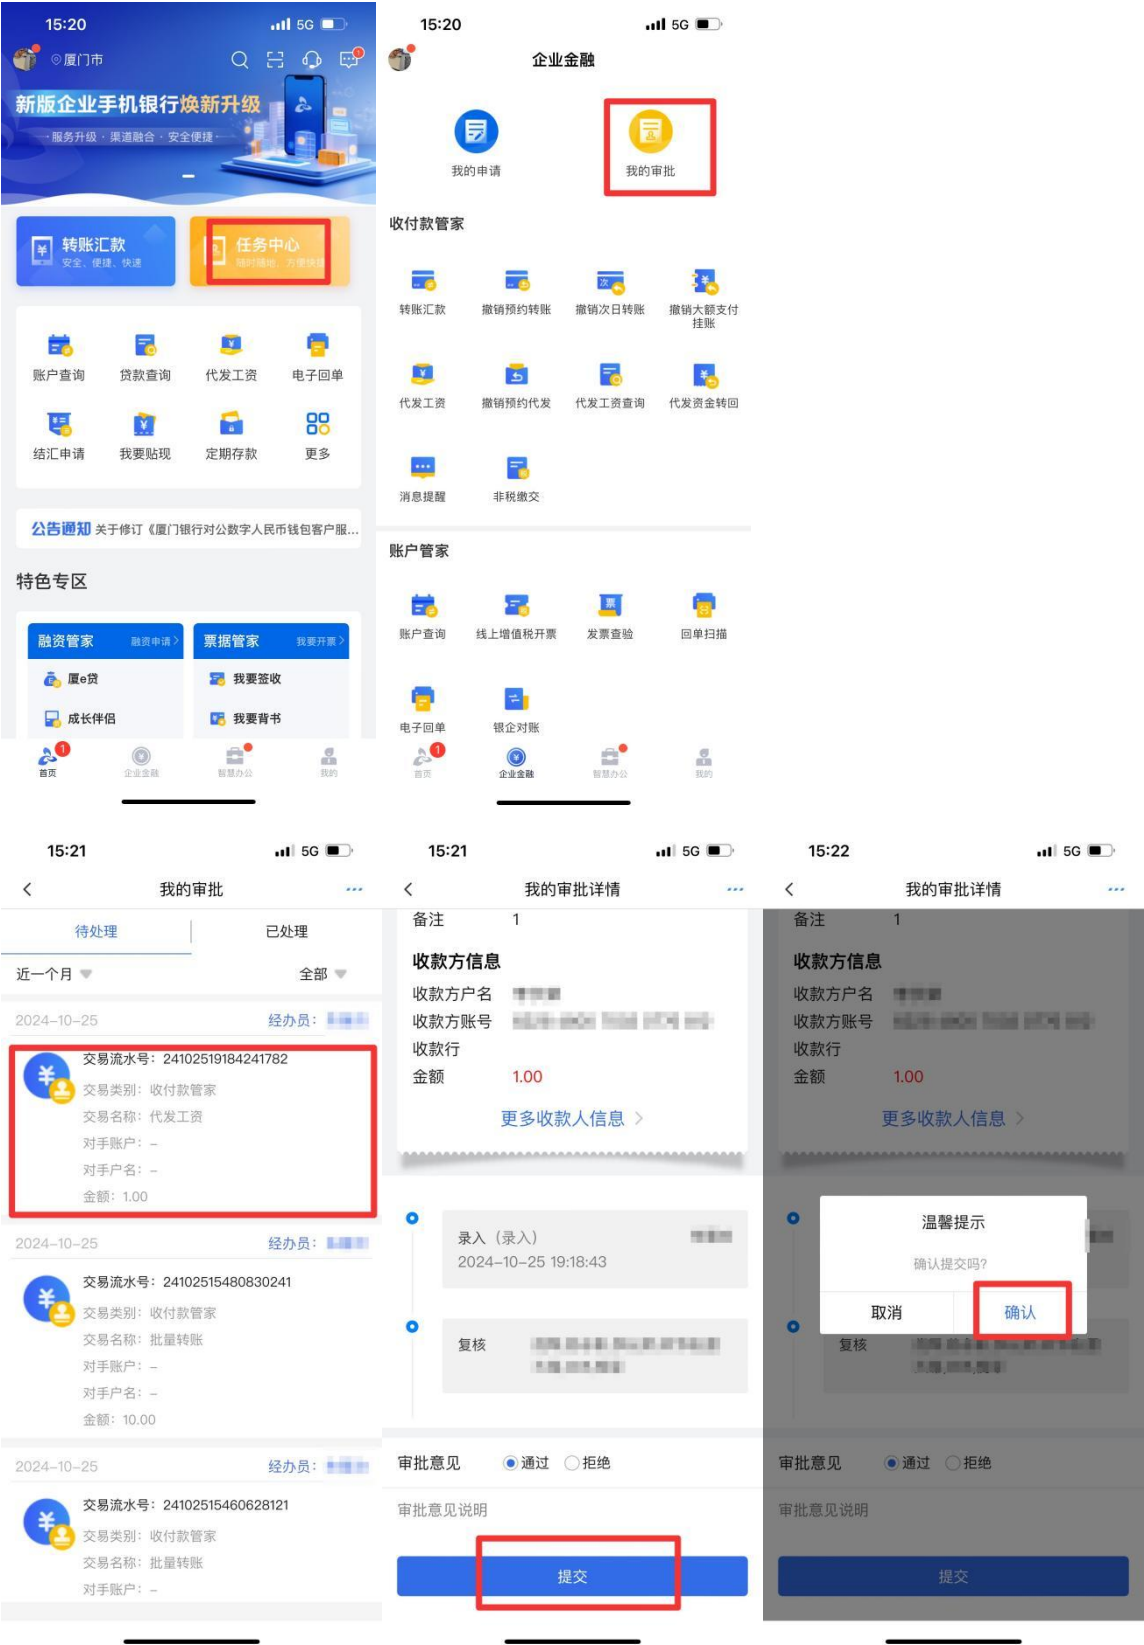 15:20
5G
厦门市
新版企业手机银行焕新升级
·服务升级·渠道融合·安全便捷·
转账汇款
安全、便捷、快速
任务中心
随时随地、方便快捷
账户查询
贷款查询
代发工资
电子回单
结汇申请
我要贴现
定期存款
更多
公告通知 关于修订《厦门银行对公数字人民币钱包客户服...
特色专区
融资管家 融资申请>
票据管家 我要开票>
厦e贷
我要签收
成长伴侣
我要背书
1
首页
企业金融
智慧办公
我的
15:20
5G
企业金融
我的申请
我的审批
收付款管家
转账汇款
撤销预约转账
撤销次日转账
撤销大额支付
挂账
代发工资
撤销预约代发
代发工资查询
代发资金转回
消息提醒
非税缴交
账户管家
账户查询
线上增值税开票
发票查验
回单扫描
电子回单
银企对账
1
首页
企业金融
智慧办公
我的
15:21
5G
我的审批
待处理
已处理
近一个月
全部
2024-10-25 经办员：
交易流水号：24102519184241782
交易类别：收付款管家
交易名称：代发工资
对手账户：-
对手户名：-
金额：1.00
2024-10-25 经办员：
交易流水号：24102515480830241
交易类别：收付款管家
交易名称：批量转账
对手账户：-
对手户名：-
金额：10.00
2024-10-25 经办员：
交易流水号：24102515460628121
交易类别：收付款管家
交易名称：批量转账
对手账户：-
15:21
5G
我的审批详情
备注 1
收款方信息
收款方户名
收款方账号
收款行
金额 1.00
更多收款人信息 >
录入（录入）
2024-10-25 19:18:43
复核
审批意见 通过 拒绝
审批意见说明
提交
15:22
5G
我的审批详情
备注 1
收款方信息
收款方户名
收款方账号
收款行
金额 1.00
更多收款人信息 >
温馨提示
确认提交吗?
取消
确认
复核
审批意见 通过 拒绝
审批意见说明
提交